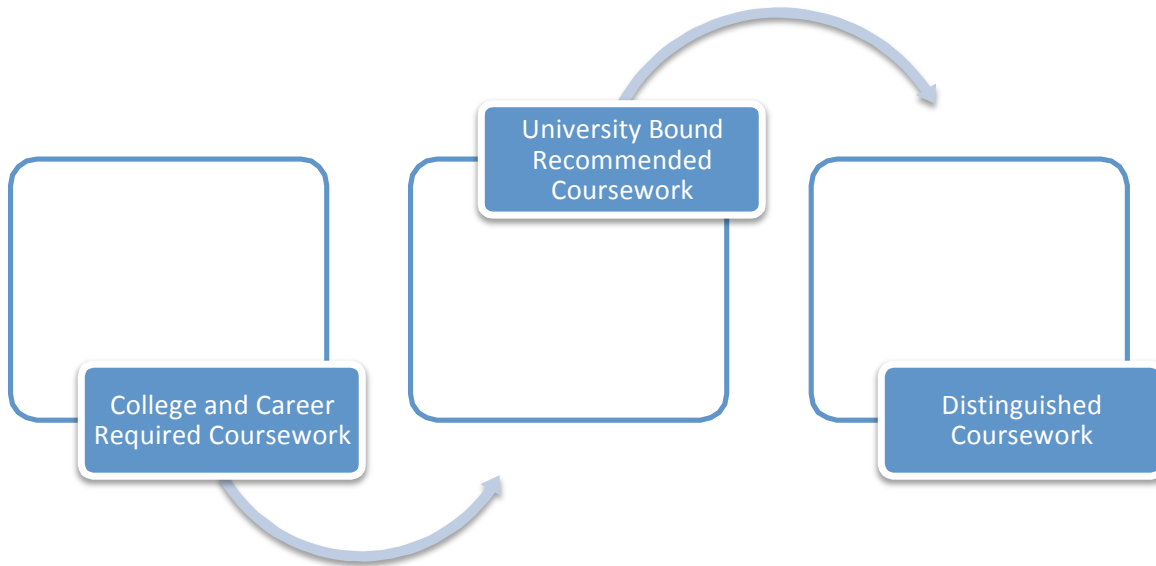 College and Career
Required Coursework
University Bound
Recommended
Coursework
Distinguished
Coursework